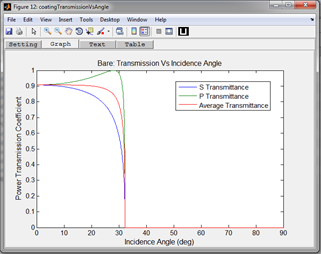 Figure 12: coatingTransmissionVsAngle
File Edit View Insert Tools Desktop Window Help
Setting Graph Text Table
Bare: Transmission Vs Incidence Angle
S Transmittance
P Transmittance
Average Transmittance
Power Transmission Coefficient
1
0.9
0.8
0.7
0.6
0.5
0.4
0.3
0.2
0.1
0
0 10 20 30 40 50 60 70 80 90
Incidence Angle (deg)